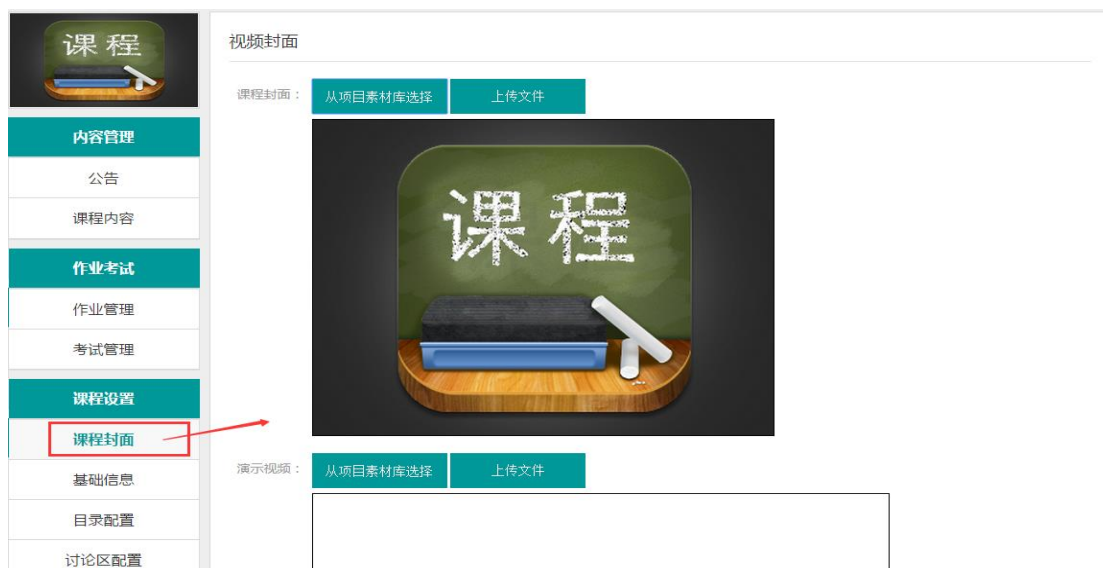 课程
内容管理
公告
课程内容
作业考试
作业管理
考试管理
课程设置
课程封面
基础信息
目录配置
讨论区配置
视频封面
课程封面：
从项目素材库选择
上传文件
课程
演示视频：
从项目素材库选择
上传文件